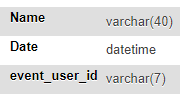 Name varchar(40)
Date datetime
event_user_id varchar(7)